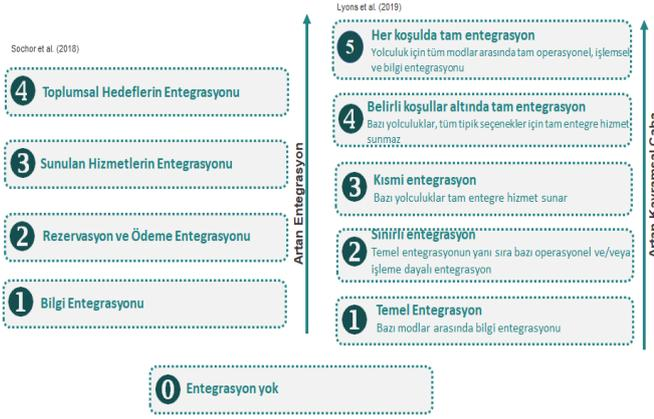 Sochor et al. (2018)
4 Toplumsal Hedeflerin Entegrasyonu
3 Sunulan Hizmetlerin Entegrasyonu
2 Rezervasyon ve Ödeme Entegrasyonu
1 Bilgi Entegrasyonu
Artan Entegrasyon
Lyons et al. (2019)
5 Her koşulda tam entegrasyon
Yolculuk için tüm modlar arasında tam operasyonel, işlemsel
ve bilgi entegrasyonu
4 Belirli koşullar altında tam entegrasyon
Bazı yolculuklar, tüm tipik seçenekler için tam entegre hizmet
sunmaz
3 Kısmi entegrasyon
Bazı yolculuklar tam entegre hizmet sunar
2 Sınırlı entegrasyon
Temel entegrasyonun yanı sıra bazı operasyonel ve/veya
işleme dayalı entegrasyon
1 Temel Entegrasyon
Bazı modlar arasında bilgi entegrasyonu
Artan Kavramsal Çaba
0 Entegrasyon yok